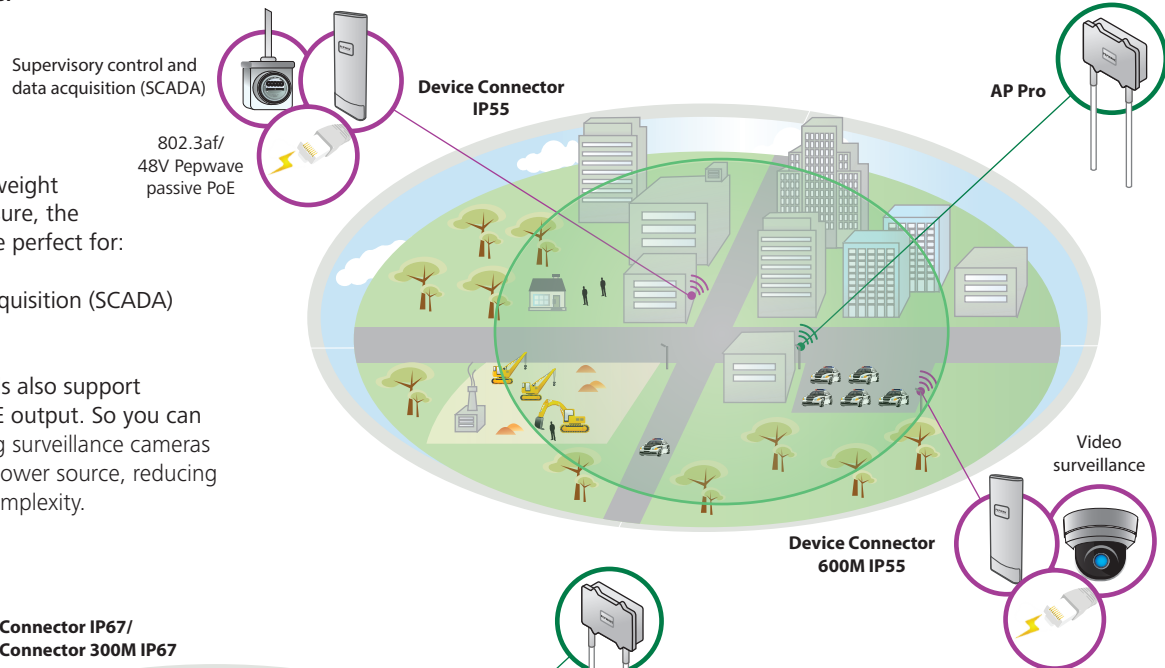 Supervisory control and
data acquisition (SCADA)
802.3af/
48V Pepwave
passive PoE
Device Connector
IP55
AP Pro
weight
ure, the
e perfect for:
quisition (SCADA)
s also support
E output. So you can
g surveillance cameras
ower source, reducing
mplexity.
Video
surveillance
Device Connector
600M IP55
Connector IP67/
Connector 300M IP67